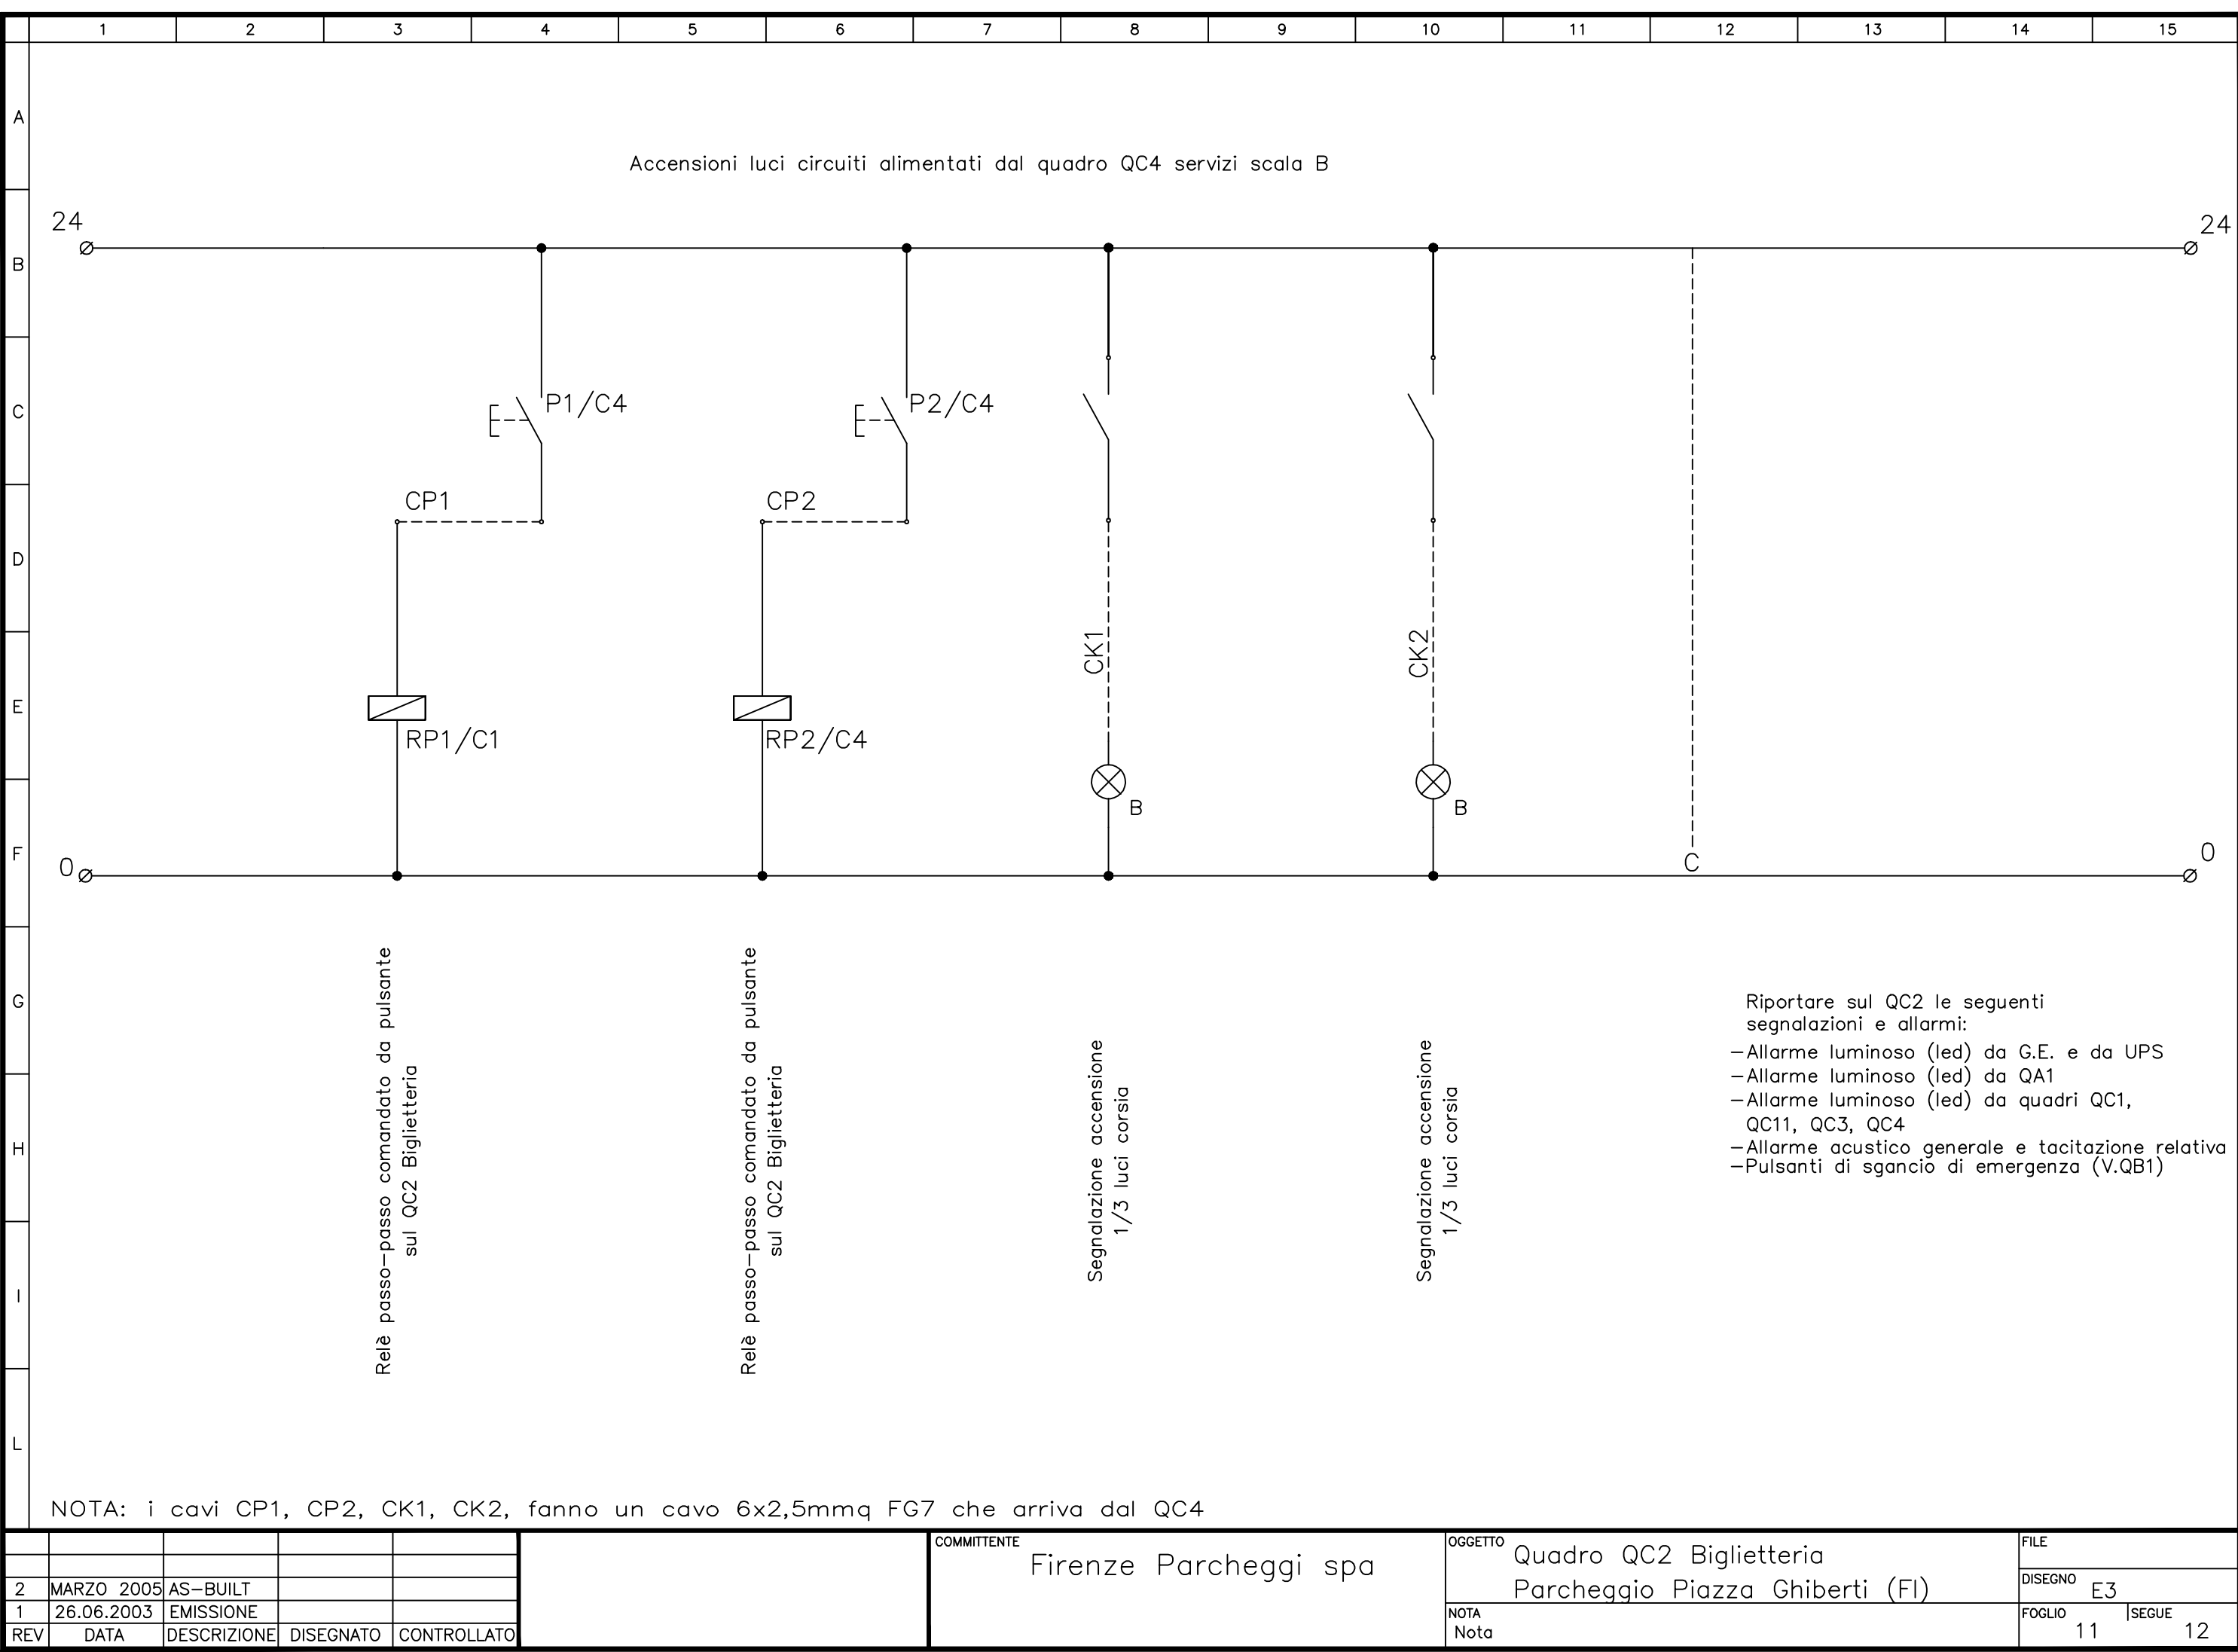 1 2 3 4 5 6 7 8 9 10 11 12 13 14 15
A
Accensioni luci circuiti alimentati dal quadro QC4 servizi scala B
24
24
B
C
P1/C4
P2/C4
CP1
CP2
D
CK1
CK2
E
RP1/C1
RP2/C4
B
B
F
0
C
0
Relè passo-passo comandato da pulsante
sul QC2 Biglietteria
Relè passo-passo comandato da pulsante
sul QC2 Biglietteria
Segnalazione accensione
1/3 luci corsia
Segnalazione accensione
1/3 luci corsia
G
Riportare sul QC2 le seguenti
segnalazioni e allarmi:
-Allarme luminoso (led) da G.E. e da UPS
-Allarme luminoso (led) da QA1
-Allarme luminoso (led) da quadri QC1,
QC11, QC3, QC4
-Allarme acustico generale e tacitazione relativa
-Pulsanti di sgancio di emergenza (V.QB1)
H
I
L
NOTA: i cavi CP1, CP2, CK1, CK2, fanno un cavo 6x2,5mmq FG7 che arriva dal QC4
2 MARZO 2005 AS-BUILT
1 26.06.2003 EMISSIONE
REV DATA DESCRIZIONE DISEGNATO CONTROLLATO
COMMITTENTE
Firenze Parcheggi spa
OGGETTO
Quadro QC2 Biglietteria
Parcheggio Piazza Ghiberti (FI)
NOTA
Nota
FILE
DISEGNO
E3
FOGLIO
11
SEGUE
12